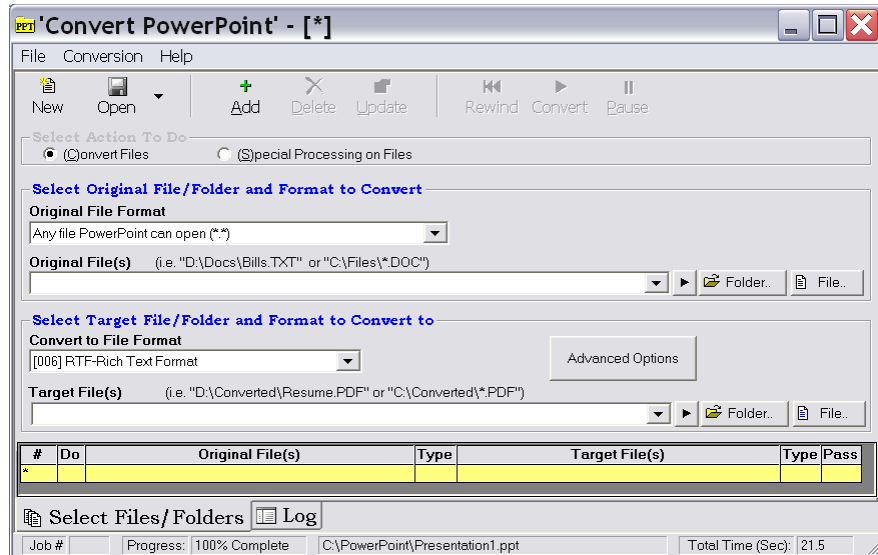 PPT 'Convert PowerPoint' - [*]
File Conversion Help
New Open Add Delete Update Rewind Convert Pause
Select Action To Do
(C)onvert Files (S)pecial Processing on Files
Select Original File/Folder and Format to Convert
Original File Format
Any file PowerPoint can open (*.*)
Original File(s) (i.e. "D:\Docs\Bills.TXT" or "C:\Files\*.DOC")
Folder.. File..
Select Target File/Folder and Format to Convert to
Convert to File Format
[006] RTF-Rich Text Format Advanced Options
Target File(s) (i.e. "D:\Converted\Resume.PDF" or "C:\Converted\*.PDF")
Folder.. File..
# Do Original File(s) Type Target File(s) Type Pass
*
Select Files/Folders Log
Job # Progress: 100% Complete C:\PowerPoint\Presentation1.ppt Total Time (Sec): 21.5